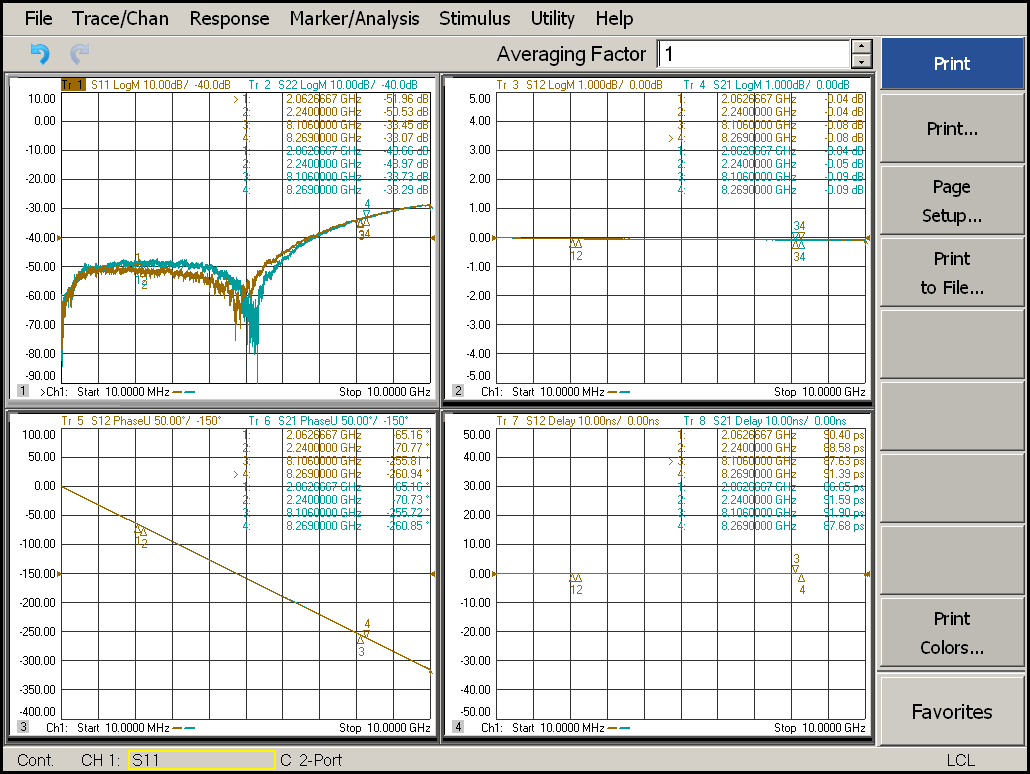 File Trace/Chan Response Marker/Analysis Stimulus Utility Help
Averaging Factor 1
Tr 1 S11 LogM 10.00dB/ -40.0dB Tr 2 S22 LogM 10.00dB/ -40.0dB
10.00
0.00
-10.00
-20.00
-30.00
-40.00
-50.00
-60.00
-70.00
-80.00
-90.00
> 1: 2.0626667 GHz -51.96 dB
2: 2.2400000 GHz -50.53 dB
3: 8.1060000 GHz -33.45 dB
4: 8.2690000 GHz -33.07 dB
1: 2.0626667 GHz
2: 2.2400000 GHz -48.97 dB
3: 8.1060000 GHz -33.73 dB
4: 8.2690000 GHz -33.29 dB
4
34
1
2
1 >Ch1: Start 10.0000 MHz Stop 10.0000 GHz
Tr 3 S12 LogM 1.000dB/ 0.00dB Tr 4 S21 LogM 1.000dB/ 0.00dB
5.00
4.00
3.00
2.00
1.00
0.00
-1.00
-2.00
-3.00
-4.00
-5.00
1: 2.0626667 GHz -0.04 dB
2: 2.2400000 GHz -0.04 dB
3: 8.1060000 GHz -0.08 dB
> 4: 8.2690000 GHz -0.08 dB
1: 2.0626667 GHz -0.04 dB
2: 2.2400000 GHz -0.05 dB
3: 8.1060000 GHz -0.09 dB
4: 8.2690000 GHz -0.09 dB
34
12
34
2 Ch1: Start 10.0000 MHz Stop 10.0000 GHz
Tr 5 S12 PhaseU 50.00°/ -150° Tr 6 S21 PhaseU 50.00°/ -150°
100.00
50.00
0.00
-50.00
-100.00
-150.00
-200.00
-250.00
-300.00
-350.00
-400.00
1: 2.0626667 GHz -65.16 °
2: 2.2400000 GHz -70.77 °
3: 8.1060000 GHz -255.81 °
> 4: 8.2690000 GHz -260.94 °
1: 2.0626667 GHz -65.16 °
2: 2.2400000 GHz -70.73 °
3: 8.1060000 GHz -255.72 °
4: 8.2690000 GHz -260.85 °
12
4
3
3 Ch1: Start 10.0000 MHz Stop 10.0000 GHz
Tr 7 S12 Delay 10.00ns/ 0.00ns Tr 8 S21 Delay 10.00ns/ 0.00ns
50.00
40.00
30.00
20.00
10.00
0.00
-10.00
-20.00
-30.00
-40.00
-50.00
1: 2.0626667 GHz 90.40 ps
2: 2.2400000 GHz 88.58 ps
> 3: 8.1060000 GHz 87.63 ps
4: 8.2690000 GHz 91.39 ps
1: 2.0626667 GHz 86.65 ps
2: 2.2400000 GHz 91.59 ps
3: 8.1060000 GHz 91.90 ps
4: 8.2690000 GHz 87.68 ps
3
12
4
4 Ch1: Start 10.0000 MHz Stop 10.0000 GHz
Print
Print...
Page
Setup...
Print
to File...
Print
Colors...
Favorites
Cont. CH 1: S11 C 2-Port LCL